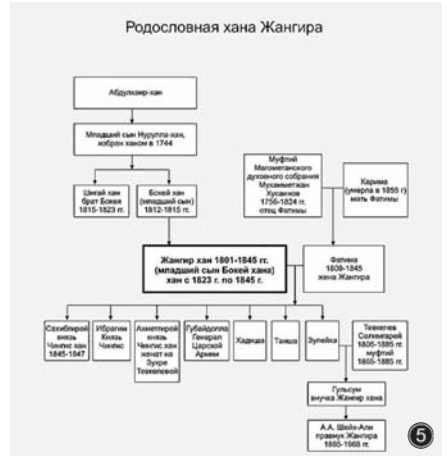 Родословная хана Жангира
Абдулкаир-хан
Младший сын Нурулла-хан,
избран ханом в 1744
Шигай хан
брат Бокея
1815-1823 гг.
Бокей хан
(младший сын)
1812-1815 гг.
Муфтий
Магометанского
духовного собрания
Мухамметжан
Хусаинов
1756-1824 гг.
отец Фатимы
Карима
(умерла в 1855 г)
мать Фатимы
Жангир хан 1801-1845 гг.
(младший сын Бокей хана)
хан с 1823 г. по 1845 г.
Фатима
1809-1845
жена Жангира
Сахибгирей
князь
Чингис хан
1845-1847
Ибрагим
Князь
Чингис
Ахметгирей
князь
Чингис хан
женат на
Зухре
Тевкелевой
Губайдолла
Генерал
Царской
Армии
Хадиша
Таиша
Зулейха
Тевкелев
Салимгарей
1805-1885 гг.
муфтий
1865-1885 гг.
Гульсум
внучка Жангир хана
А.А. Шейх-Али
правнук Жангира
1885-1968 гг.
5